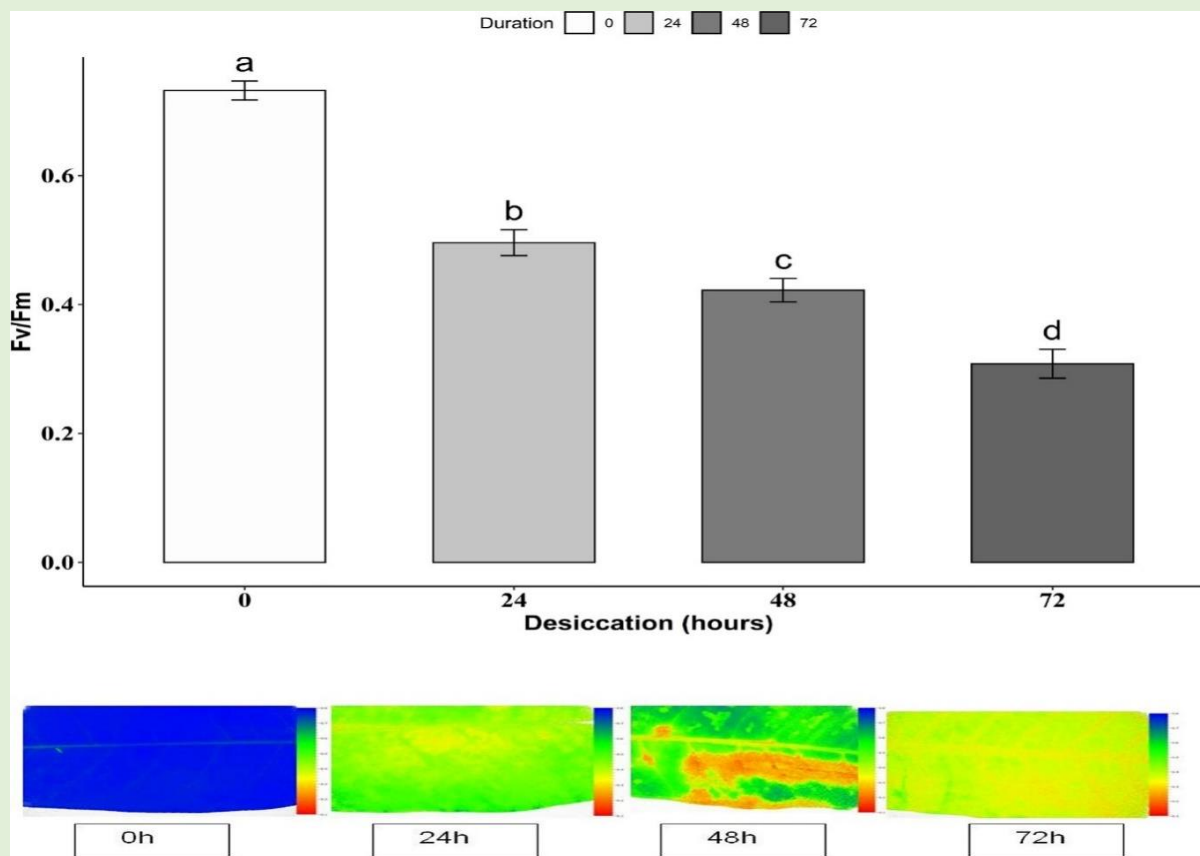 Duration 0 24 48 72
a
b
c
d
0.6
0.4
0.2
0.0
Fv/Fm
0 24 48 72
Desiccation (hours)
0h 24h 48h 72h